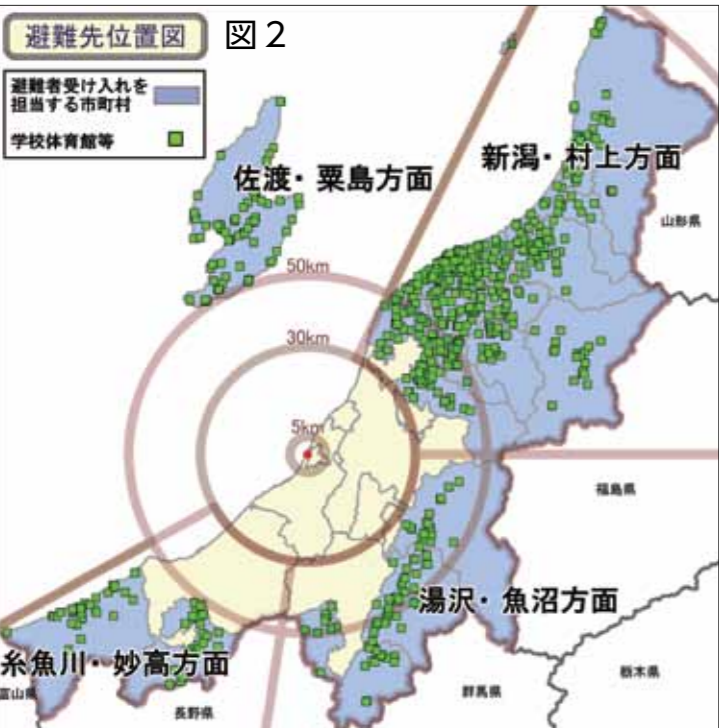 避難先位置図
図2
避難者受け入れを
担当する市町村
学校体育館等
佐渡・粟島方面
新潟・村上方面
山形県
50km
30km
5km
福島県
湯沢・魚沼方面
糸魚川・妙高方面
富山県
長野県
群馬県
栃木県